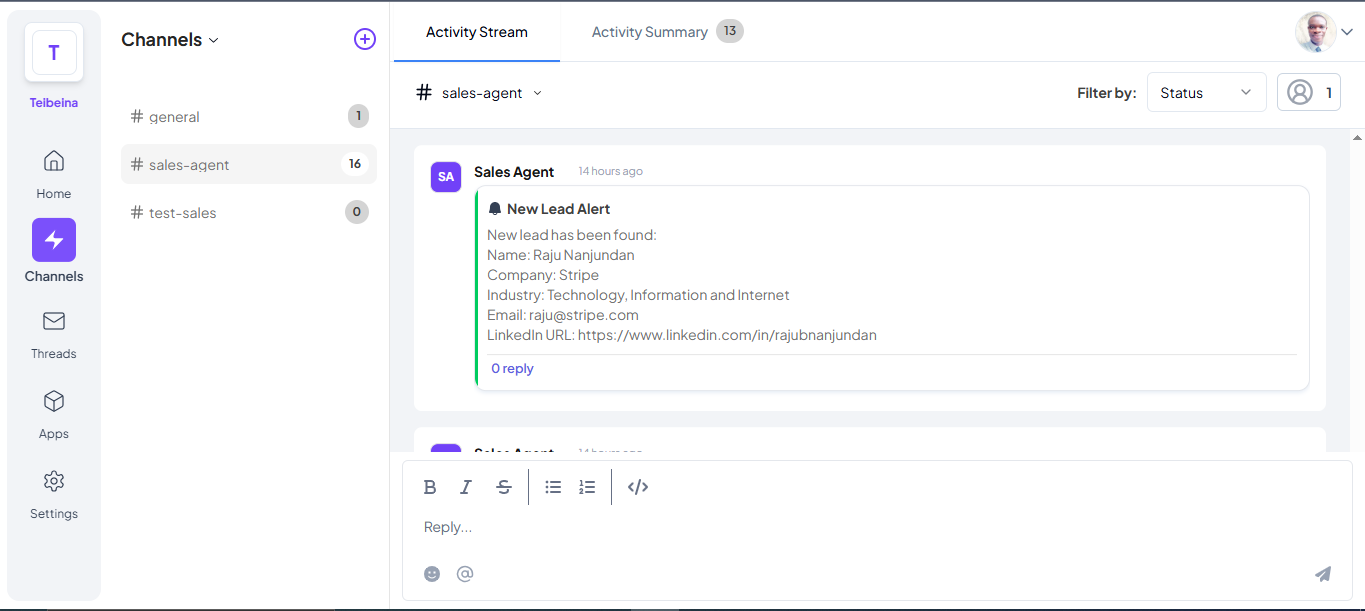 T
Teibeina
Home
Channels
Threads
Apps
Settings
Channels
# general 1
# sales-agent 16
# test-sales 0
Activity Stream
Activity Summary 13
# sales-agent
Filter by: Status 1
SA
Sales Agent 14 hours ago
New Lead Alert
New lead has been found:
Name: Raju Nanjundan
Company: Stripe
Industry: Technology, Information and Internet
Email: raju@stripe.com
LinkedIn URL: https://www.linkedin.com/in/rajubnanjundan
0 reply
Sales Agent 14 hours ago
B I S </>
Reply...
@